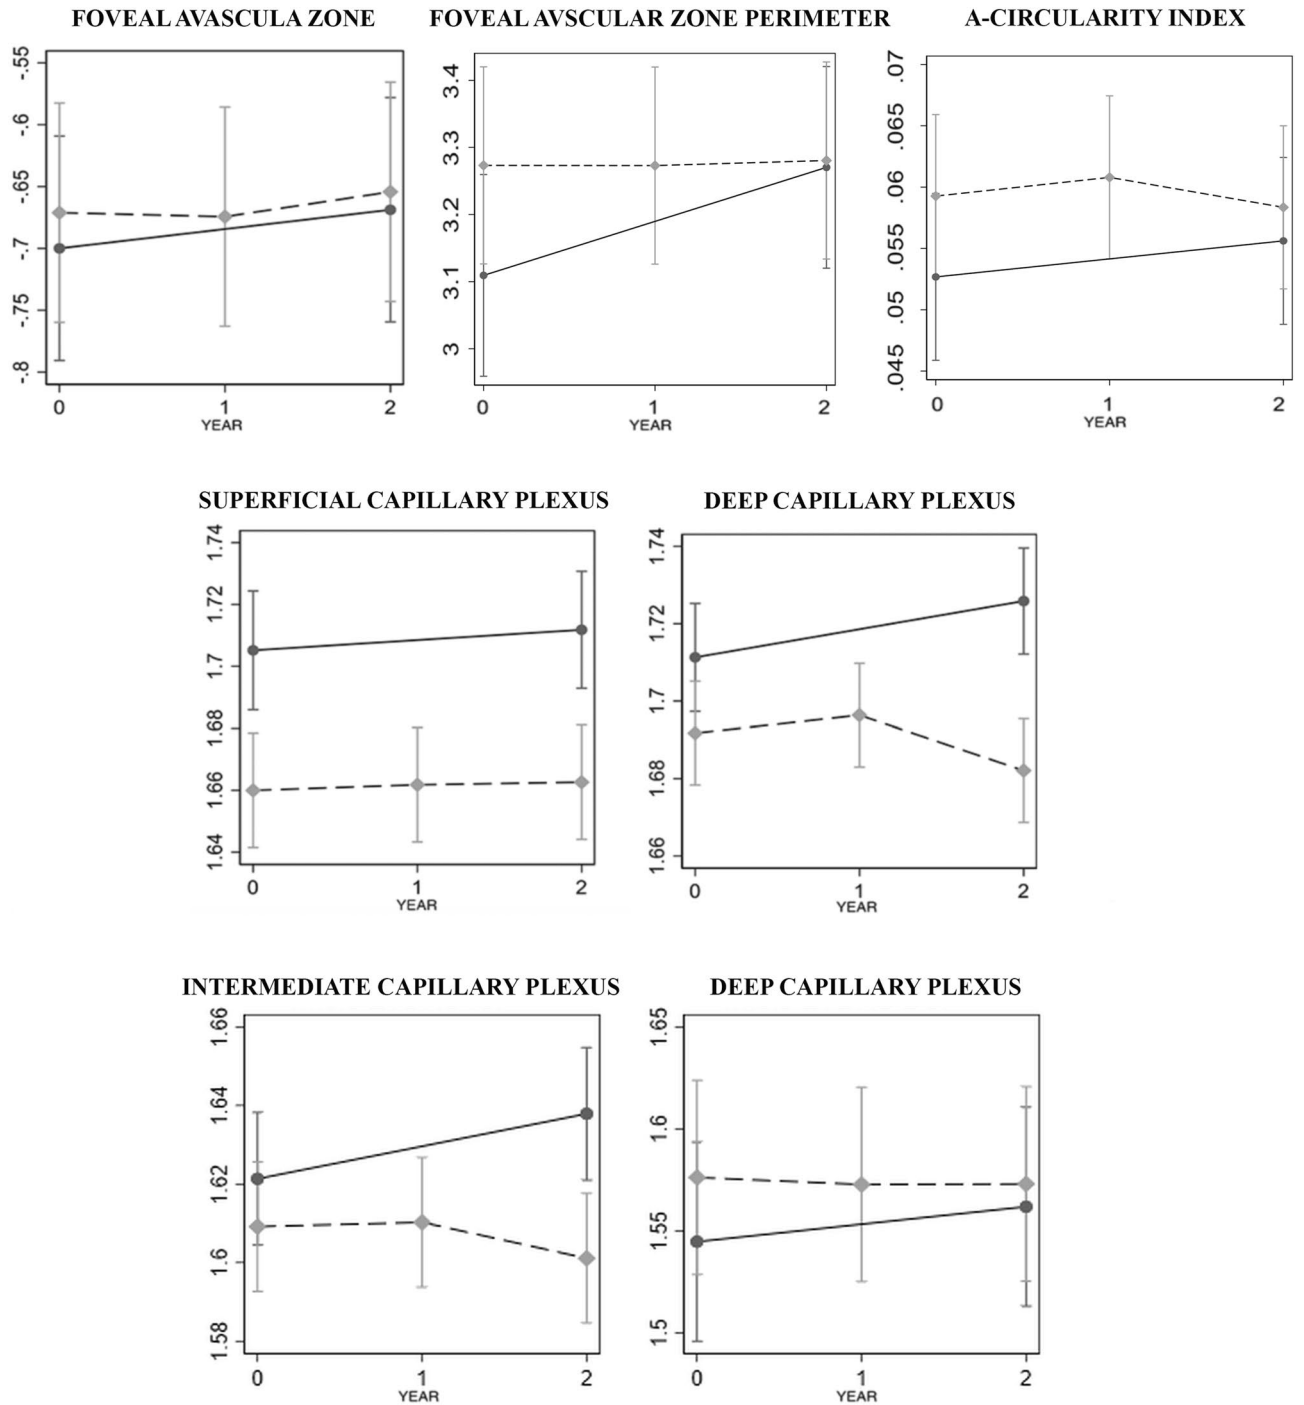 FOVEAL AVASCULA ZONE
FOVEAL AVSCULAR ZONE PERIMETER
A-CIRCULARITY INDEX
-.55
-.6
-.65
-.7
-.75
-.8
0 1 2
YEAR
3.4
3.3
3.2
3.1
3
0 1 2
YEAR
.07
.065
.06
.055
.05
.045
0 1 2
YEAR
SUPERFICIAL CAPILLARY PLEXUS
DEEP CAPILLARY PLEXUS
1.74
1.72
1.7
1.68
1.66
1.64
0 1 2
YEAR
1.74
1.72
1.7
1.68
1.66
0 1 2
YEAR
INTERMEDIATE CAPILLARY PLEXUS
DEEP CAPILLARY PLEXUS
1.66
1.64
1.62
1.6
1.58
0 1 2
YEAR
1.65
1.6
1.55
1.5
0 1 2
YEAR